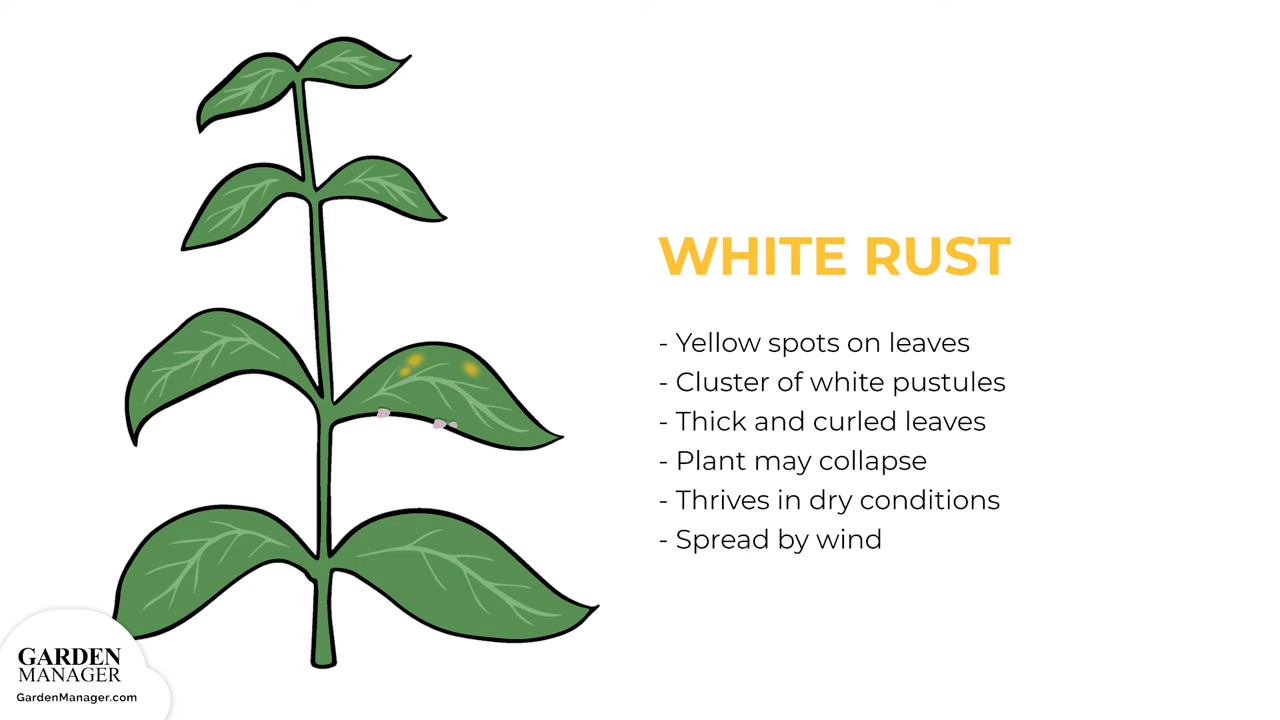 WHITE RUST
- Yellow spots on leaves
- Cluster of white pustules
- Thick and curled leaves
- Plant may collapse
- Thrives in dry conditions
- Spread by wind
GARDEN
MANAGER
GardenManager.com